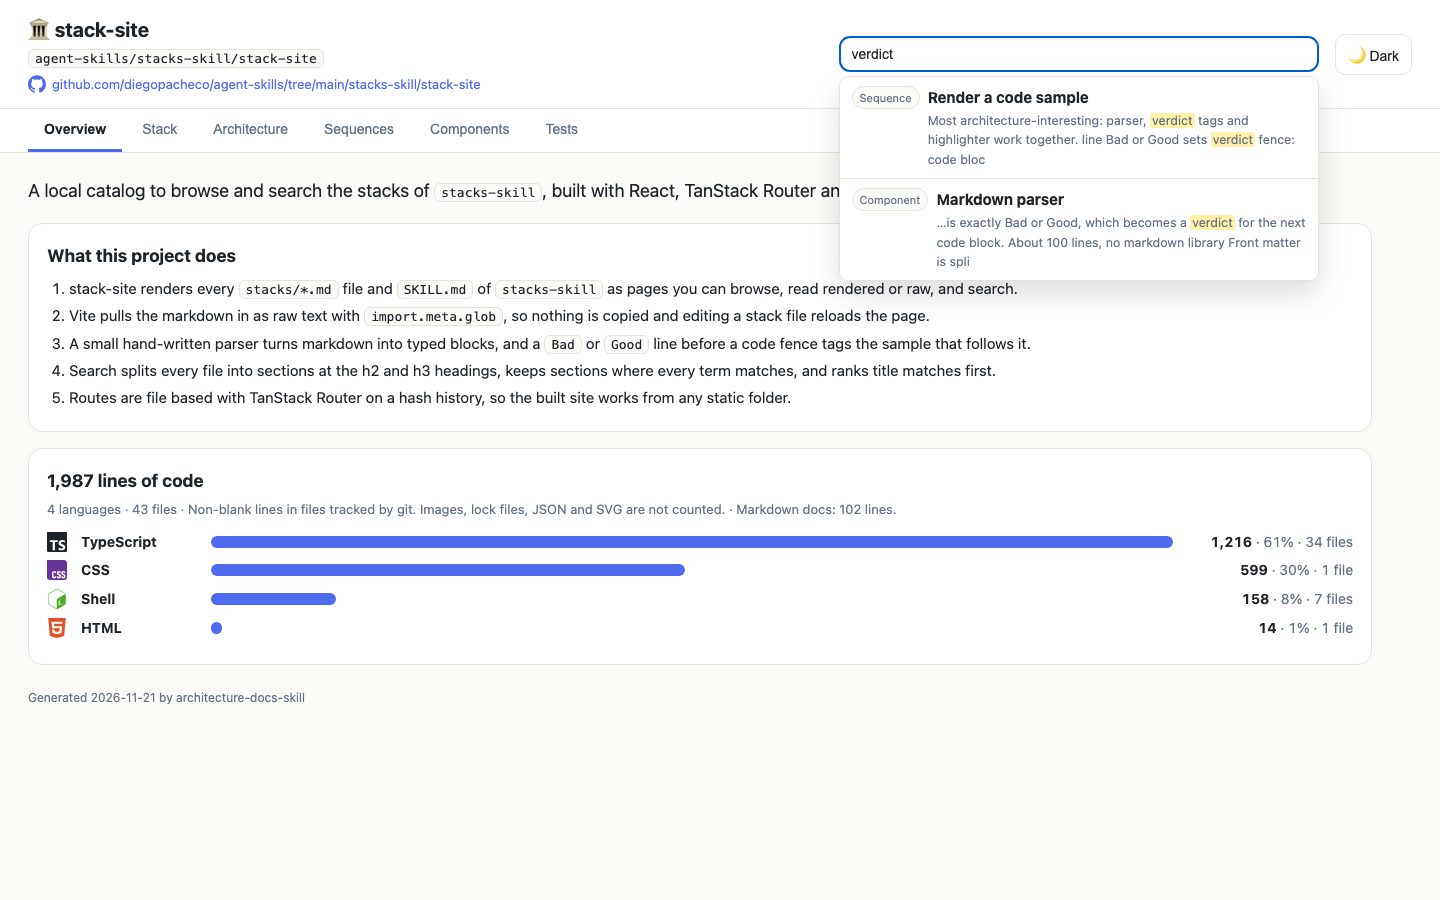 stack-site
agent-skills/stacks-skill/stack-site
github.com/diegopacheco/agent-skills/tree/main/stacks-skill/stack-site
verdict
Dark
Sequence
Render a code sample
Most architecture-interesting: parser, verdict tags and
highlighter work together. line Bad or Good sets verdict fence:
code bloc
Component
Markdown parser
...is exactly Bad or Good, which becomes a verdict for the next
code block. About 100 lines, no markdown library Front matter
is spli
Overview Stack Architecture Sequences Components Tests
A local catalog to browse and search the stacks of stacks-skill, built with React, TanStack Router an
What this project does
1. stack-site renders every stacks/*.md file and SKILL.md of stacks-skill as pages you can browse, read rendered or raw, and search.
2. Vite pulls the markdown in as raw text with import.meta.glob, so nothing is copied and editing a stack file reloads the page.
3. A small hand-written parser turns markdown into typed blocks, and a Bad or Good line before a code fence tags the sample that follows it.
4. Search splits every file into sections at the h2 and h3 headings, keeps sections where every term matches, and ranks title matches first.
5. Routes are file based with TanStack Router on a hash history, so the built site works from any static folder.
1,987 lines of code
4 languages · 43 files · Non-blank lines in files tracked by git. Images, lock files, JSON and SVG are not counted. · Markdown docs: 102 lines.
TS TypeScript 1,216 · 61% · 34 files
CSS CSS 599 · 30% · 1 file
Shell 158 · 8% · 7 files
5 HTML 14 · 1% · 1 file
Generated 2026-11-21 by architecture-docs-skill